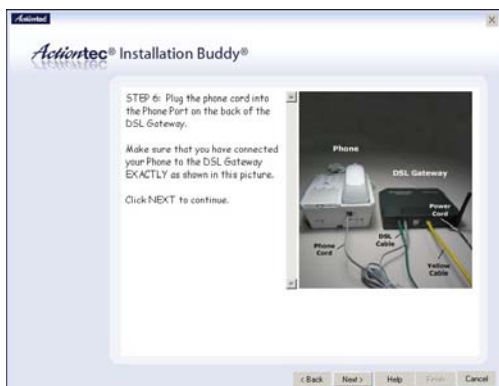 Actiontec
Actiontec® Installation Buddy®
STEP 6: Plug the phone cord into
the Phone Port on the back of the
DSL Gateway.
Make sure that you have connected
your Phone to the DSL Gateway
EXACTLY as shown in this picture.
Click NEXT to continue.
Phone
DSL Gateway
Power
Cord
DSL
Cable
Phone
Cord
Yellow
Cable
< Back Next > Help Finish Cancel